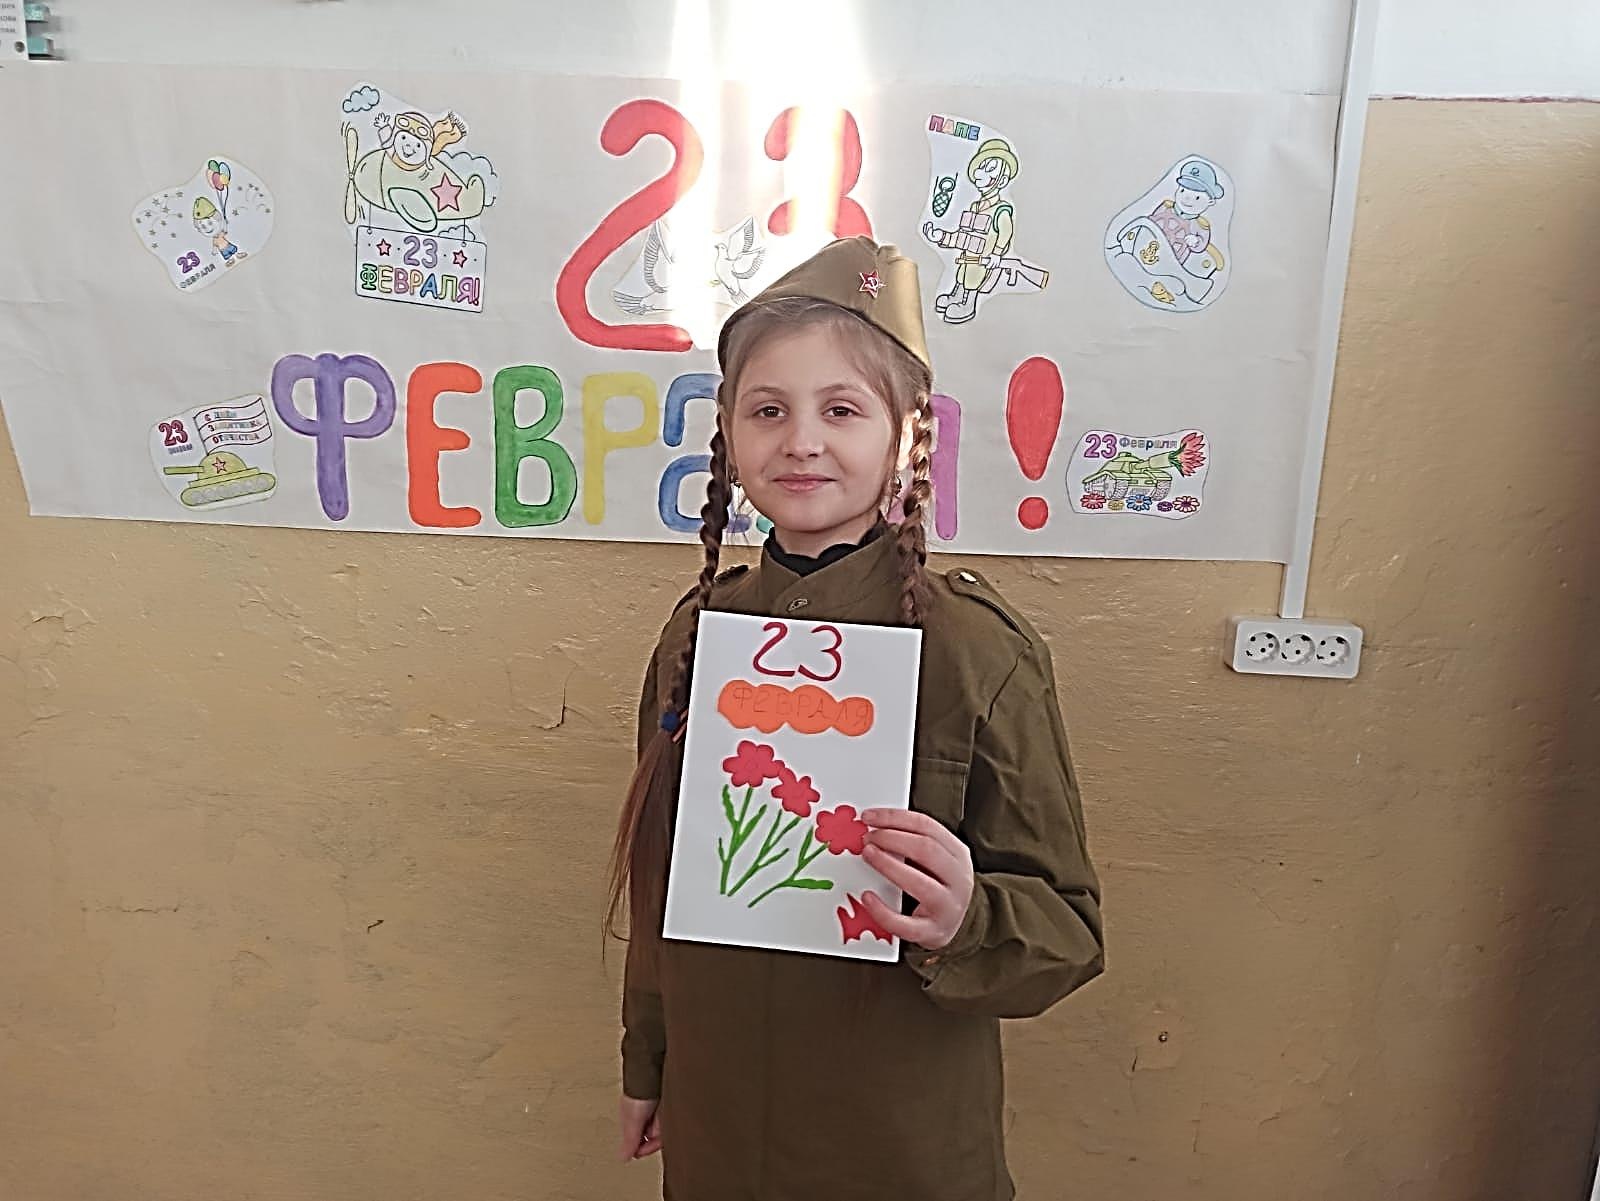 23
ФЕВРАЛЯ!
23
ФЕВРАЛЯ
23
ФЕВРАЛЯ!
ПАПЕ
23
С ДНЁМ
ЗАЩИТНИКА
ОТЕЧЕСТВА
23 Февраля
23
ФЕВРАЛЯ